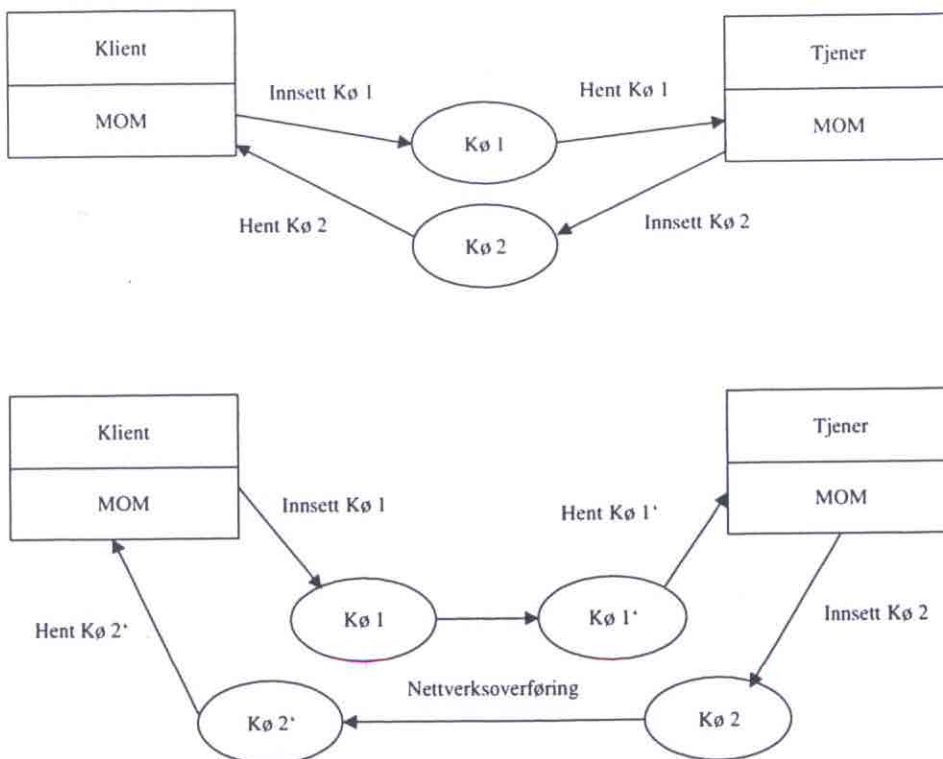 Klient
Tjener
MOM
Innsett Kø 1
Hent Kø 1
MOM
Kø 1
Hent Kø 2
Kø 2
Innsett Kø 2
Klient
Tjener
MOM
Innsett Kø 1
Hent Kø 1‘
MOM
Kø 1
Kø 1‘
Hent Kø 2‘
Innsett Kø 2
Nettverksoverføring
Kø 2‘
Kø 2